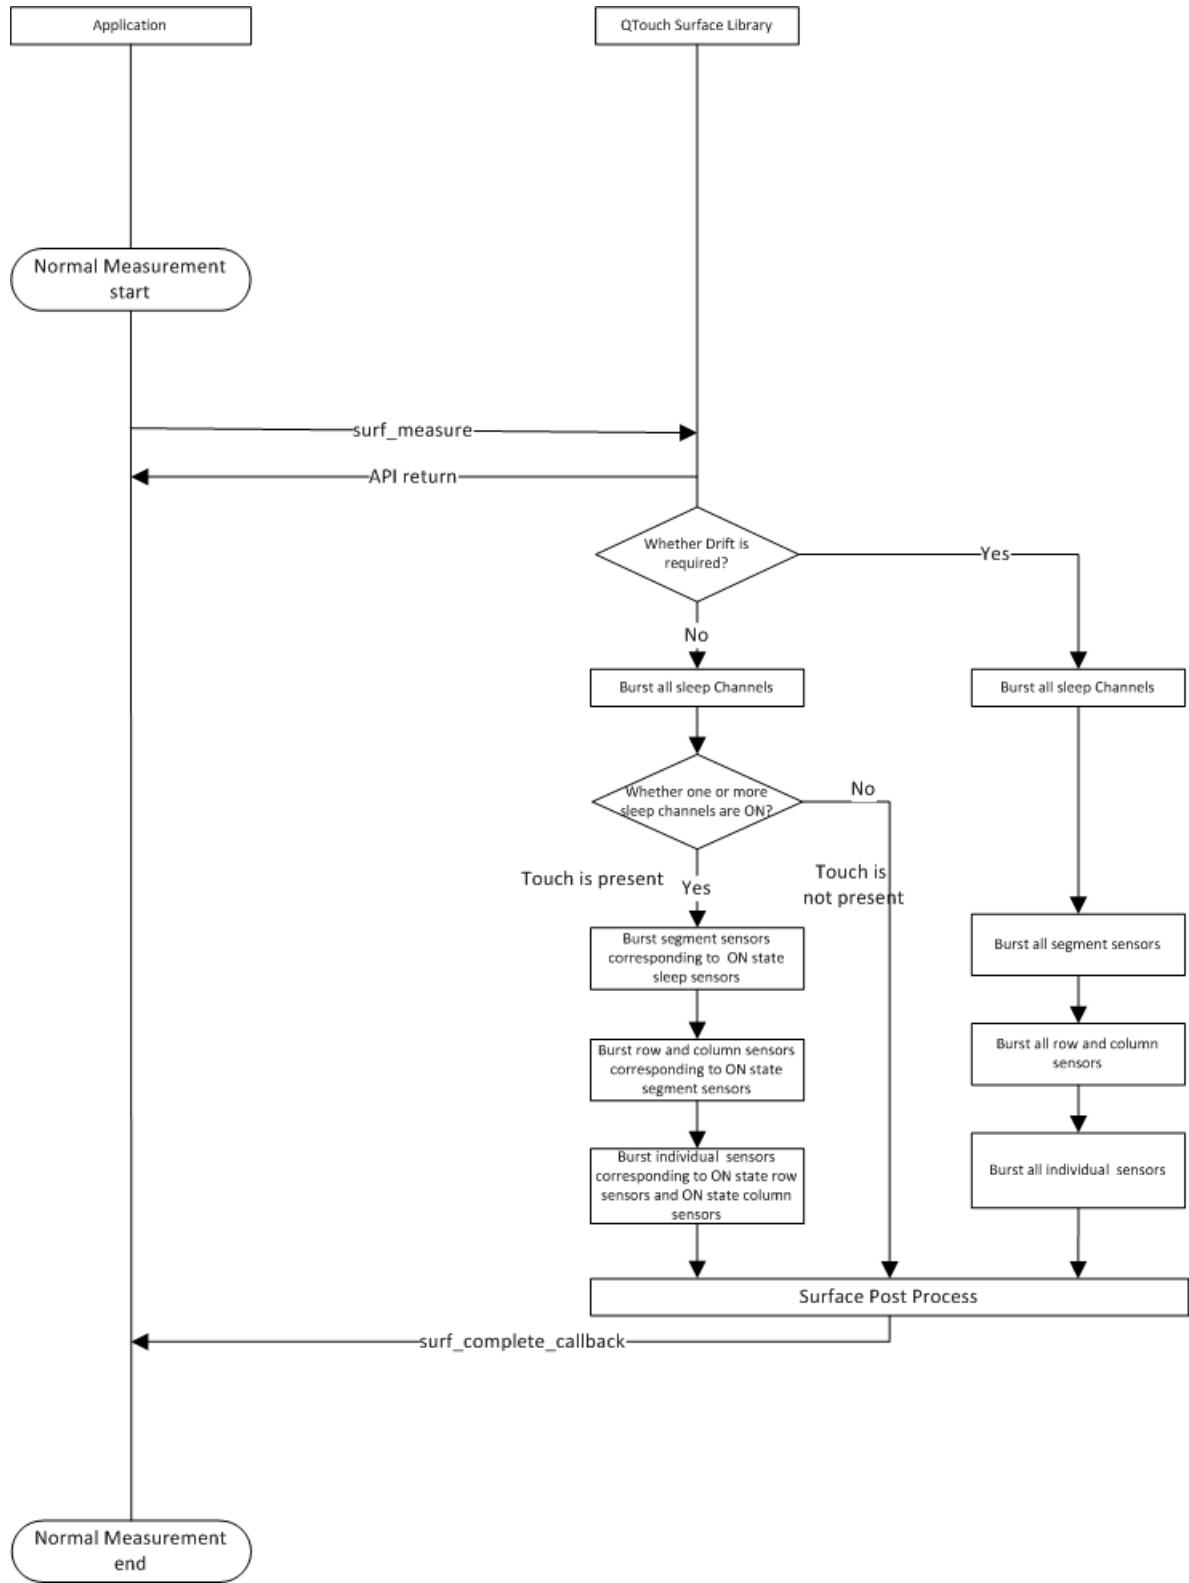 Application
QTouch Surface Library
Normal Measurement
start
surf_measure
API return
Whether Drift is
required?
Yes
No
Burst all sleep Channels
Burst all sleep Channels
Whether one or more
sleep channels are ON?
No
Touch is present
Yes
Touch is
not present
Burst segment sensors
corresponding to ON state
sleep sensors
Burst all segment sensors
Burst row and column sensors
corresponding to ON state
segment sensors
Burst all row and column
sensors
Burst individual sensors
corresponding to ON state row
sensors and ON state column
sensors
Burst all individual sensors
Surface Post Process
surf_complete_callback
Normal Measurement
end